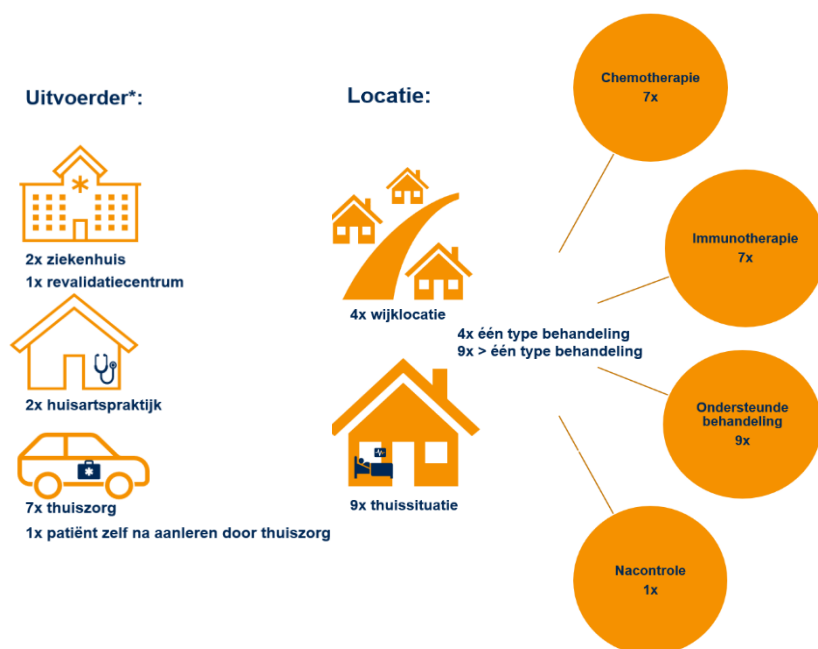 Uitvoerder*:
2x ziekenhuis
1x revalidatiecentrum
2x huisartspraktijk
7x thuiszorg
1x patiënt zelf na aanleren door thuiszorg
Locatie:
4x wijklocatie
9x thuissituatie
4x één type behandeling
9x > één type behandeling
Chemotherapie
7x
Immunotherapie
7x
Ondersteunde
behandeling
9x
Nacontrole
1x